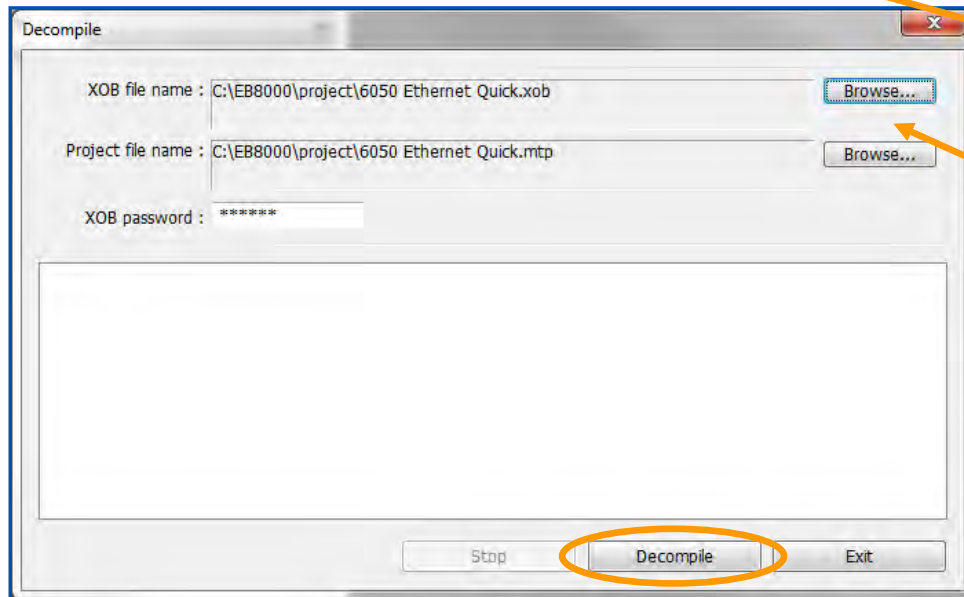 Decompile
XOB file name : C:\EB8000\project\6050 Ethernet Quick.xob Browse...
Project file name : C:\EB8000\project\6050 Ethernet Quick.mtp Browse...
XOB password : ******
Stop Decompile Exit